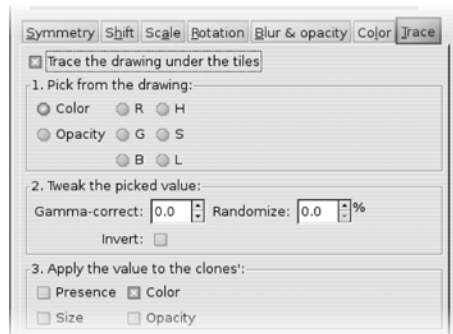 Symmetry Shift Scale Rotation Blur & opacity Color Trace
Trace the drawing under the tiles
1. Pick from the drawing:
Color R H
Opacity G S
B L
2. Tweak the picked value:
Gamma-correct: 0.0 Randomize: 0.0 %
Invert:
3. Apply the value to the clones':
Presence Color
Size Opacity